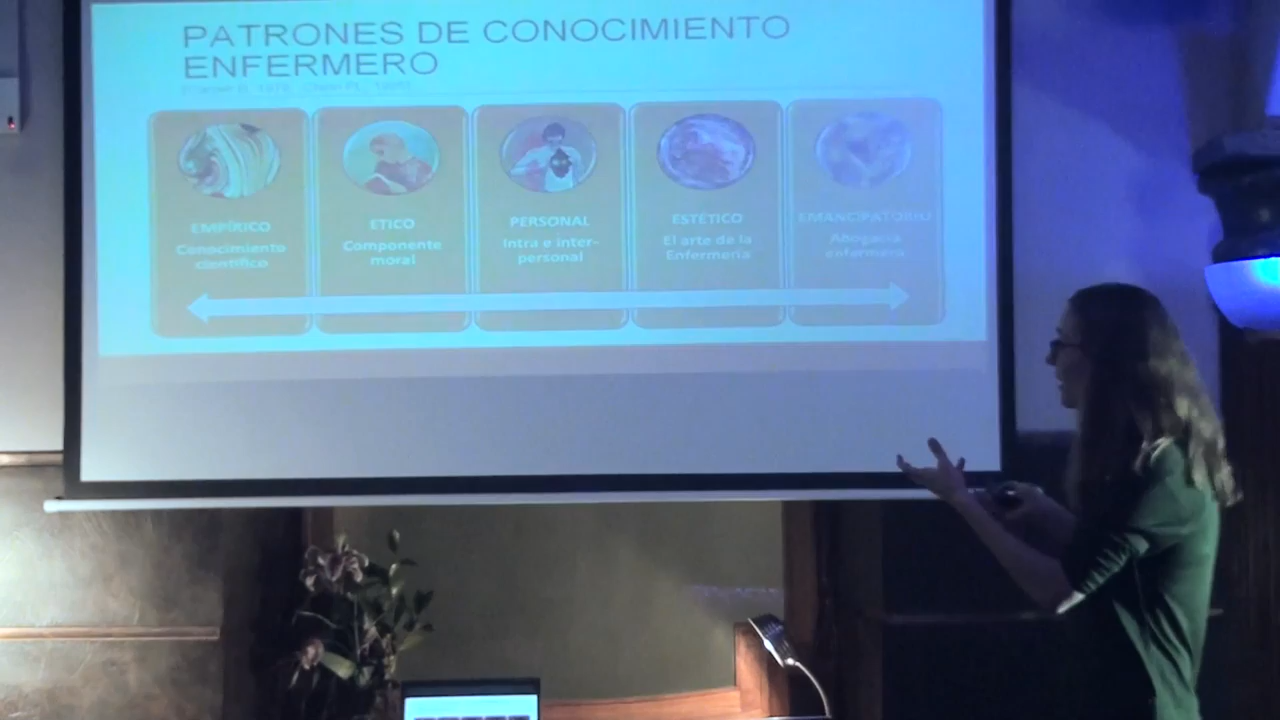 PATRONES DE CONOCIMIENTO
ENFERMERO
EMPÍRICO
Conocimiento
científico
ETICO
Componente
moral
PERSONAL
Intra e inter-
personal
ESTÉTICO
El arte de la
Enfermería
EMANCIPATORIO
Abogacía
enfermera